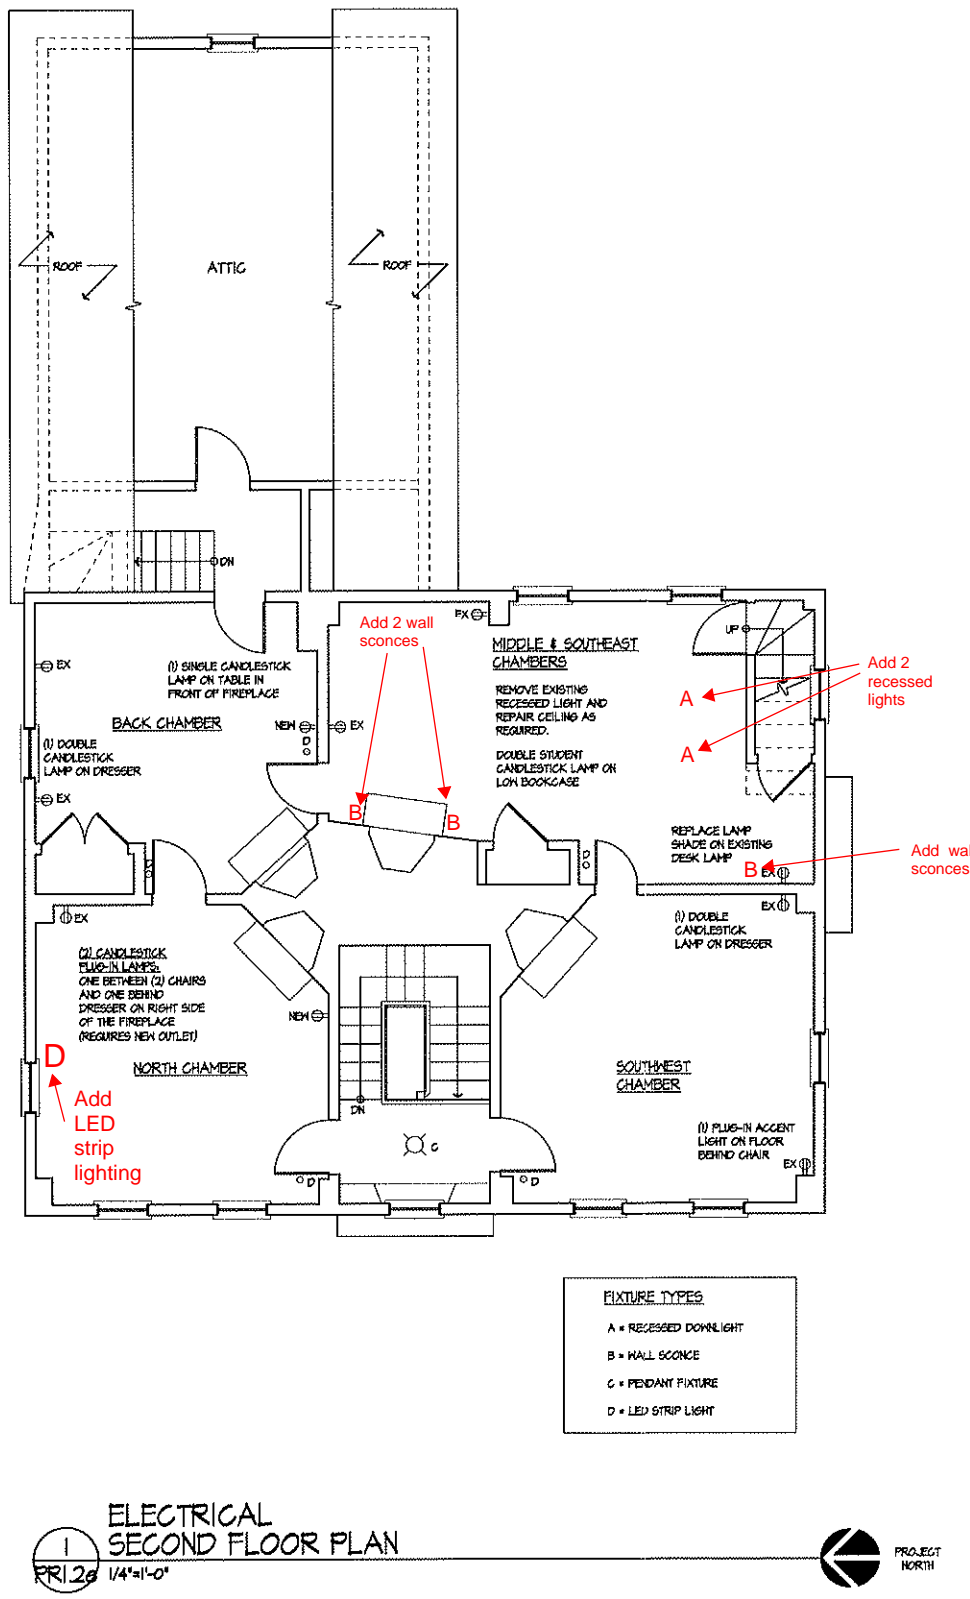 ROOF
ATTIC
ROOF
DN
EX
Add 2 wall
sconces
EX
MIDDLE & SOUTHEAST
CHAMBERS
UP
EX
(1) SINGLE CANDLESTICK
LAMP ON TABLE IN
FRONT OF FIREPLACE
BACK CHAMBER
NEW
D
EX
REMOVE EXISTING
RECESSED LIGHT AND
REPAIR CEILING AS
REQUIRED.
A
A
Add 2
recessed
lights
(1) DOUBLE
CANDLESTICK
LAMP ON DRESSER
EX
DOUBLE STUDENT
CANDLESTICK LAMP ON
LOW BOOKCASE
B
B
REPLACE LAMP
SHADE ON EXISTING
DESK LAMP
B
EX
Add wal
sconces
D
D
EX
EX
(2) CANDLESTICK
PLUG-IN LAMPS:
ONE BETWEEN (2) CHAIRS
AND ONE BEHIND
DRESSER ON RIGHT SIDE
OF THE FIREPLACE
(REQUIRES NEW OUTLET)
(1) DOUBLE
CANDLESTICK
LAMP ON DRESSER
NEW
D
NORTH CHAMBER
SOUTHWEST
CHAMBER
Add
LED
strip
lighting
DN
C
(1) PLUG-IN ACCENT
LIGHT ON FLOOR
BEHIND CHAIR
EX
D
D
FIXTURE TYPES
A = RECESSED DOWNLIGHT
B = WALL SCONCE
C = PENDANT FIXTURE
D = LED STRIP LIGHT
1
PR1.2e
ELECTRICAL
SECOND FLOOR PLAN
1/4"=1'-0"
PROJECT
NORTH